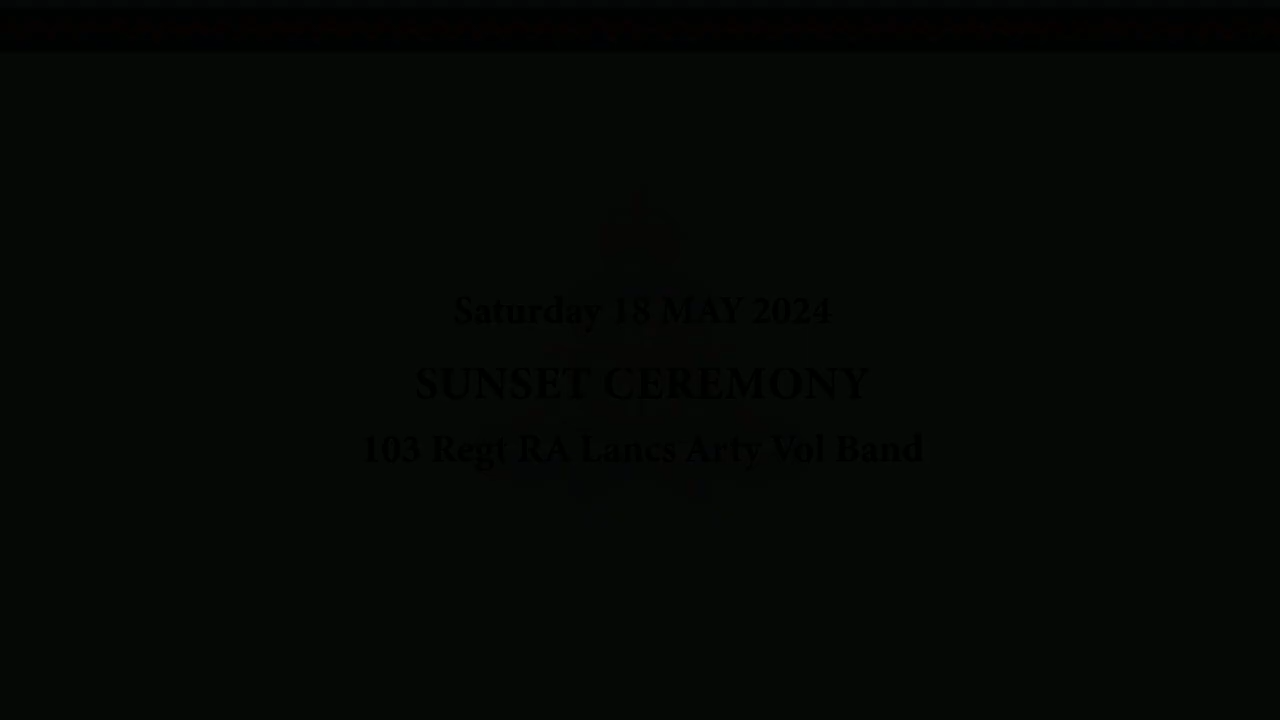 Saturday 18 MAY 2024
SUNSET CEREMONY
103 Regt RA Lancs Arty Vol Band